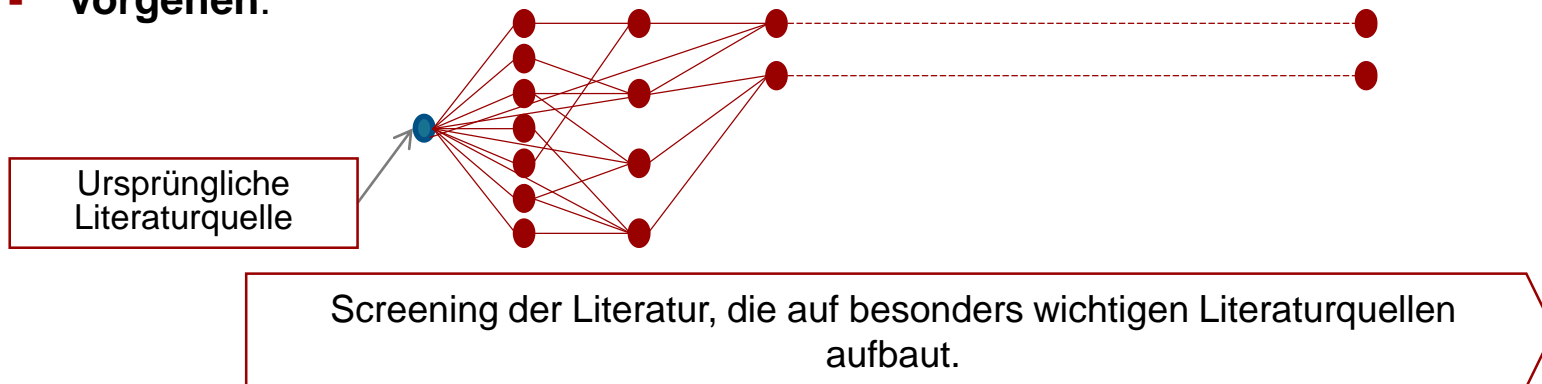 - Vorgehen:
Ursprüngliche
Literaturquelle
Screening der Literatur, die auf besonders wichtigen Literaturquellen
aufbaut.